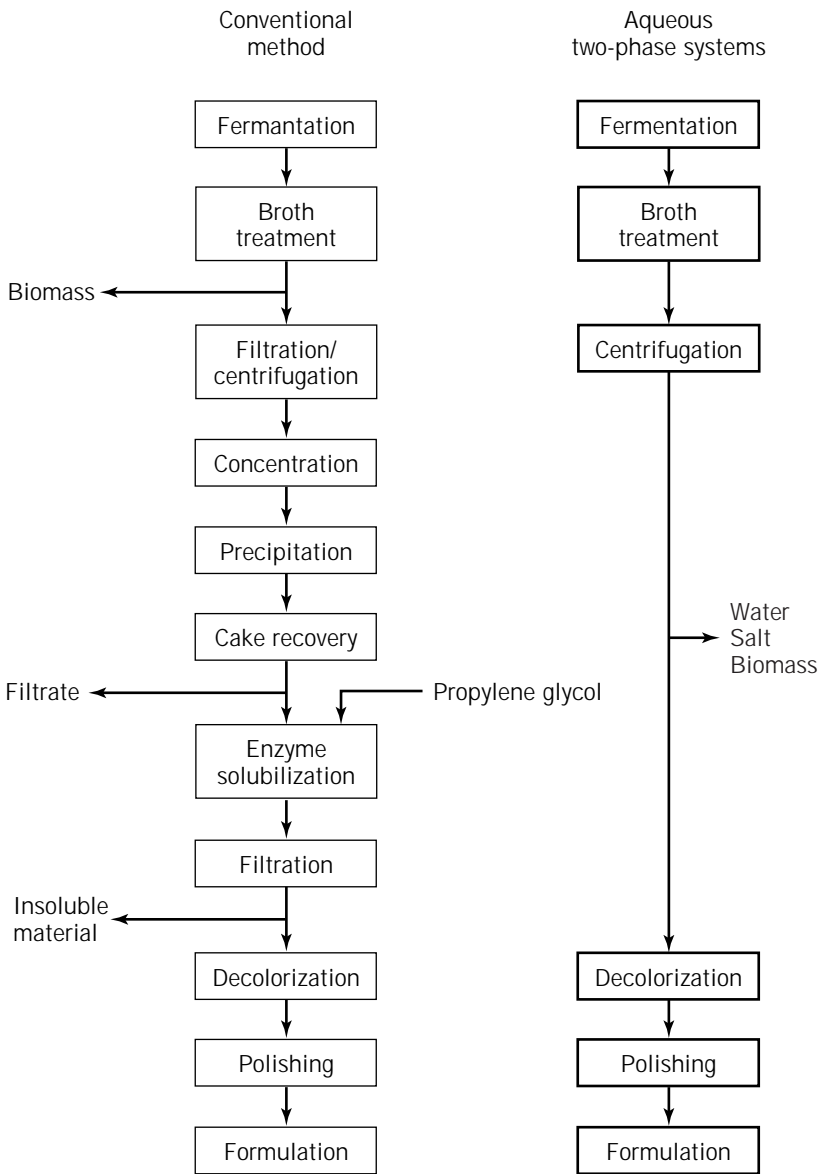 Conventional
method
Aqueous
two-phase systems
Fermantation
Fermentation
Broth
treatment
Broth
treatment
Biomass
Filtration/
centrifugation
Centrifugation
Concentration
Precipitation
Cake recovery
Water
Salt
Biomass
Filtrate
Propylene glycol
Enzyme
solubilization
Filtration
Insoluble
material
Decolorization
Decolorization
Polishing
Polishing
Formulation
Formulation